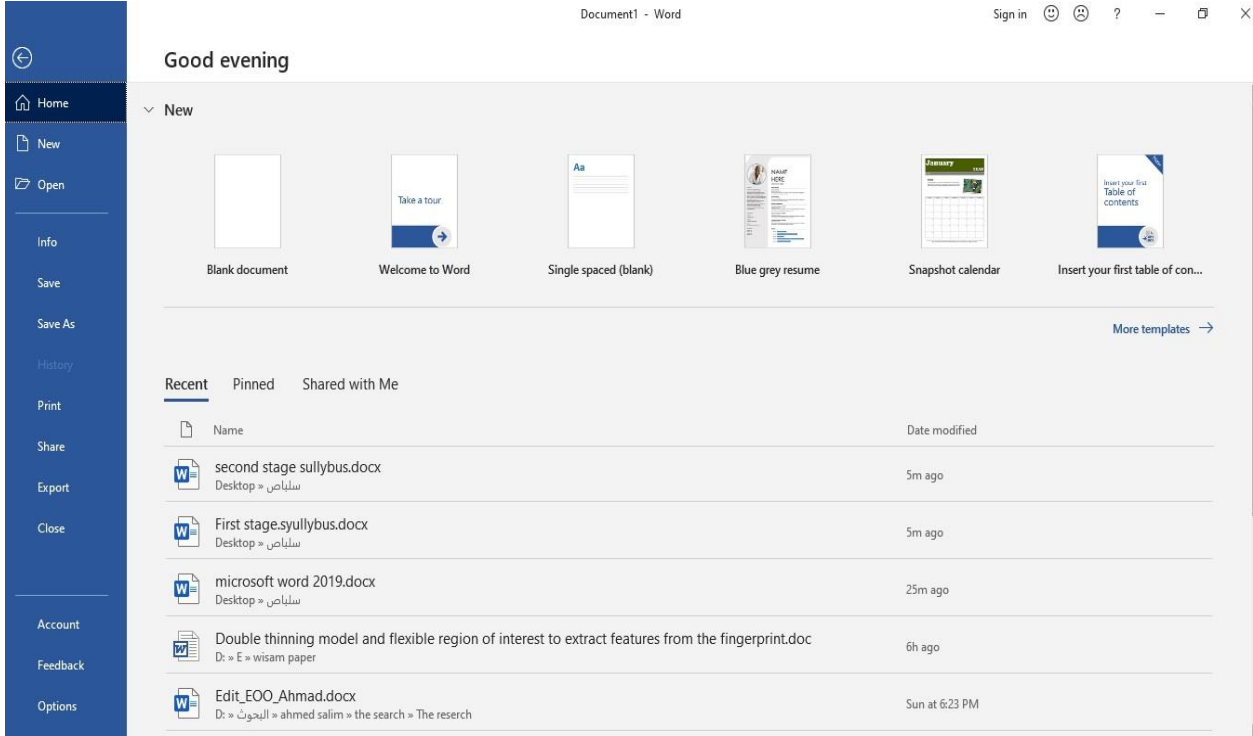 Document1 - Word
Sign in
?
Good evening
Home
New
New
Open
Info
Save
Save As
History
Print
Share
Export
Close
Account
Feedback
Options
Take a tour
Aa
NAME
HERE
January
YEAR
Insert your first
Table of
contents
Blank document
Welcome to Word
Single spaced (blank)
Blue grey resume
Snapshot calendar
Insert your first table of con...
More templates
Recent Pinned Shared with Me
Name Date modified
second stage sullybus.docx
Desktop » سلباص
5m ago
First stage.syullybus.docx
Desktop » سلباص
5m ago
microsoft word 2019.docx
Desktop » سلباص
25m ago
Double thinning model and flexible region of interest to extract features from the fingerprint.doc
D: » E » wisam paper
6h ago
Edit_EOO_Ahmad.docx
D: » البحوث » ahmed salim » the search » The reserch
Sun at 6:23 PM